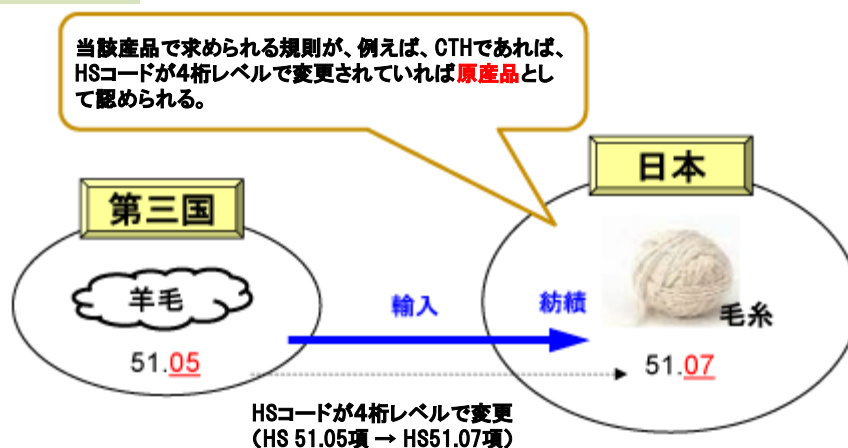 当該産品で求められる規則が、例えば、CTHであれば、
HSコードが4桁レベルで変更されていれば原産品とし
て認められる。
日本
第三国
羊毛
輸入
紡績
毛糸
51.05
51.07
HSコードが4桁レベルで変更
（HS 51.05項 → HS51.07項）